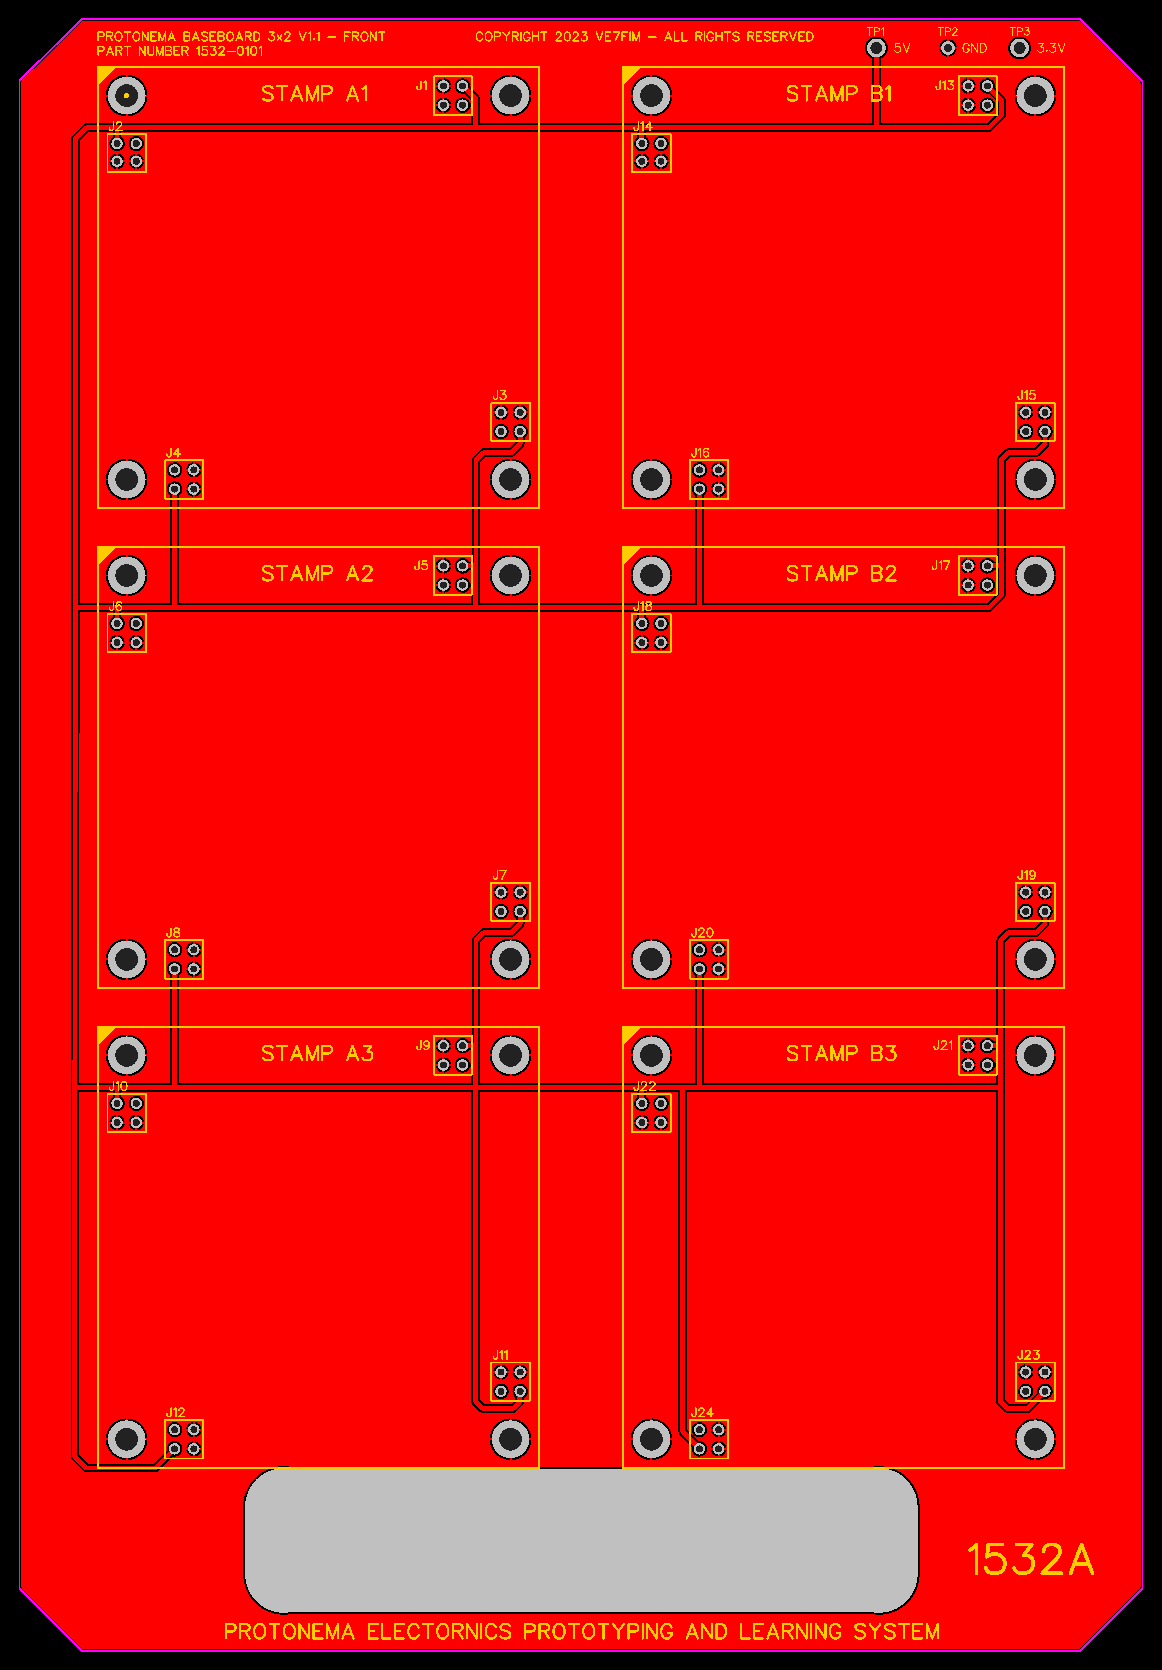 PROTONEMA BASEBOARD 3x2 V1.1 – FRONT
PART NUMBER 1532–0101
COPYRIGHT 2023 VE7FIM – ALL RIGHTS RESERVED
TP1
5V
TP2
GND
TP3
3.3V
STAMP A1
J1
J2
J3
J4
STAMP B1
J13
J14
J15
J16
STAMP A2
J5
J6
J7
J8
STAMP B2
J17
J18
J19
J20
STAMP A3
J9
J10
J11
J12
STAMP B3
J21
J22
J23
J24
1532A
PROTONEMA ELECTORNICS PROTOTYPING AND LEARNING SYSTEM